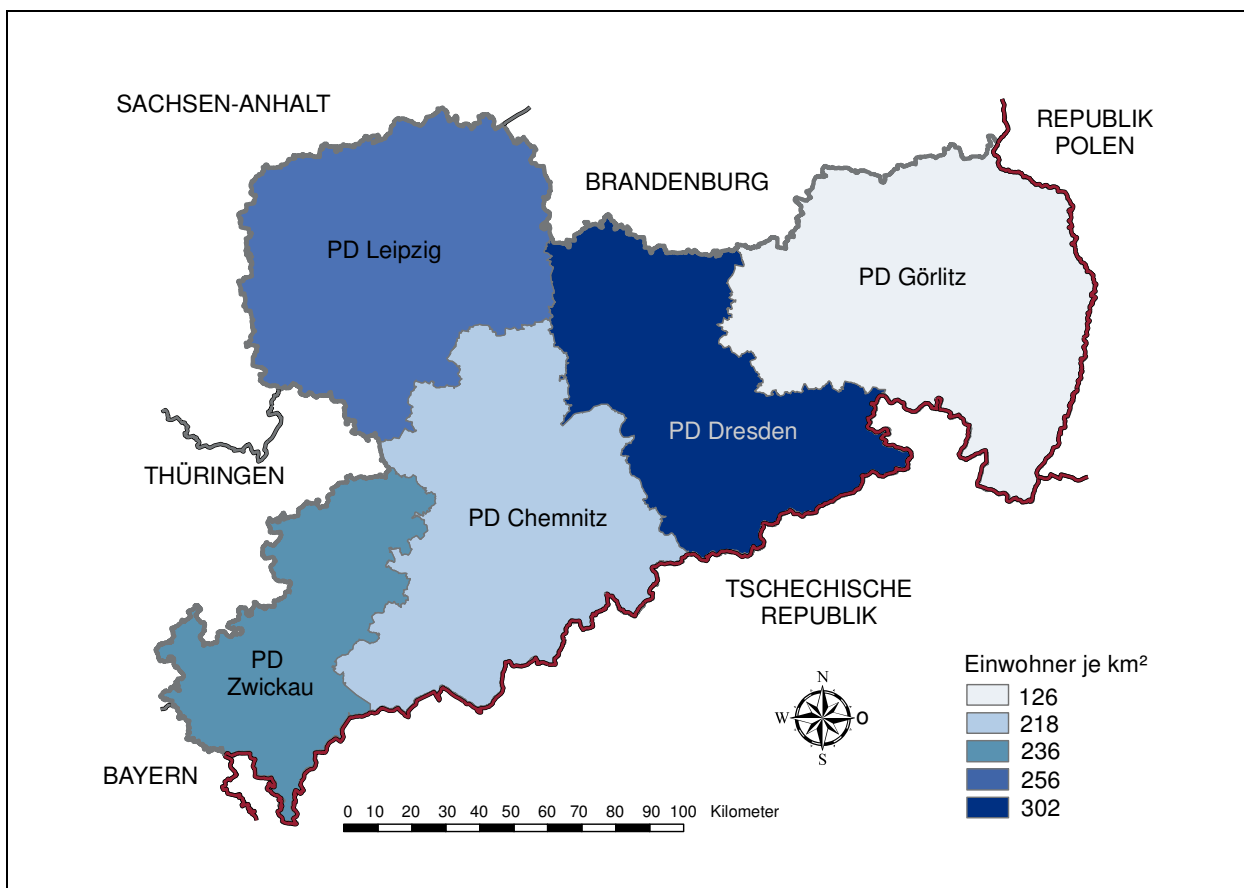 SACHSEN-ANHALT
REPUBLIK
POLEN
BRANDENBURG
PD Leipzig
PD Görlitz
PD Dresden
THÜRINGEN
PD Chemnitz
TSCHECHISCHE
REPUBLIK
PD
Zwickau
BAYERN
N
W
O
S
Einwohner je km²
126
218
236
256
302
0 10 20 30 40 50 60 70 80 90 100 Kilometer